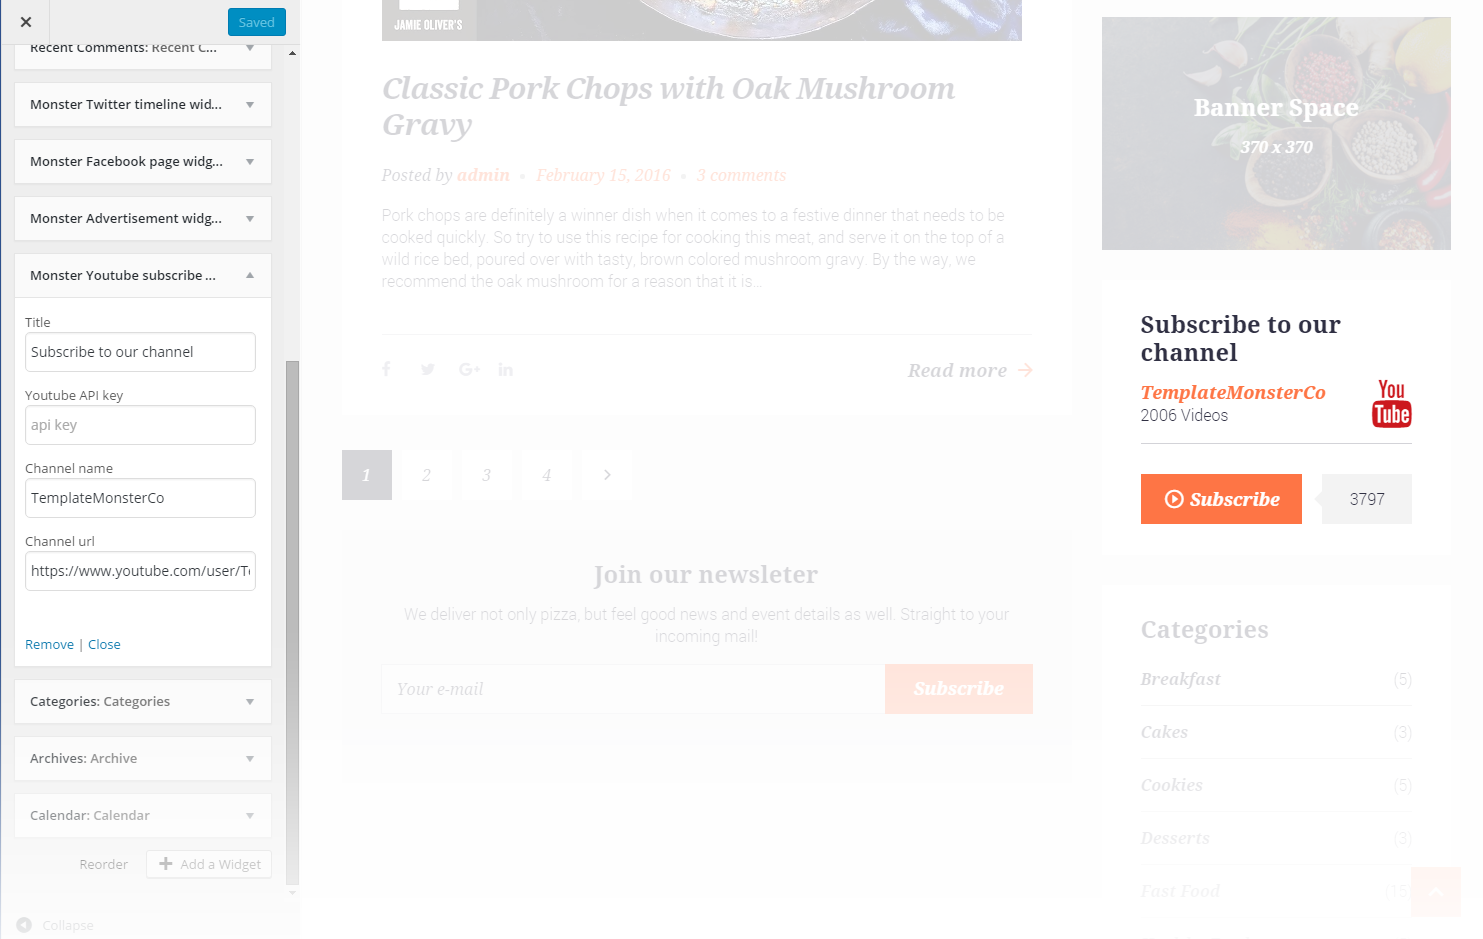 Saved
Recent Comments: Recent C...
Monster Twitter timeline wid...
Monster Facebook page widg...
Monster Advertisement widg...
Monster Youtube subscribe ...
Title
Subscribe to our channel
Youtube API key
api key
Channel name
TemplateMonsterCo
Channel url
https://www.youtube.com/user/Te
Remove | Close
Categories: Categories
Archives: Archive
Calendar: Calendar
Reorder
Add a Widget
Collapse
JAMIE OLIVER'S
Classic Pork Chops with Oak Mushroom
Gravy
Posted by admin • February 15, 2016 • 3 comments
Pork chops are definitely a winner dish when it comes to a festive dinner that needs to be
cooked quickly. So try to use this recipe for cooking this meat, and serve it on the top of a
wild rice bed, poured over with tasty, brown colored mushroom gravy. By the way, we
recommend the oak mushroom for a reason that it is...
Read more
1 2 3 4
Join our newsleter
We deliver not only pizza, but feel good news and event details as well. Straight to your
incoming mail!
Your e-mail
Subscribe
Banner Space
370 x 370
Subscribe to our
channel
TemplateMonsterCo
2006 Videos
You
Tube
Subscribe
3797
Categories
Breakfast (5)
Cakes (3)
Cookies (5)
Desserts (3)
Fast Food (15)